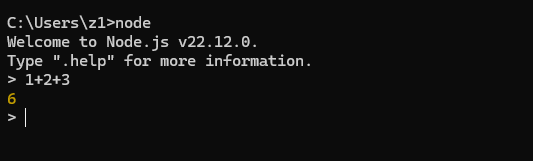 C:\Users\z1>node
Welcome to Node.js v22.12.0.
Type ".help" for more information.
> 1+2+3
6
>